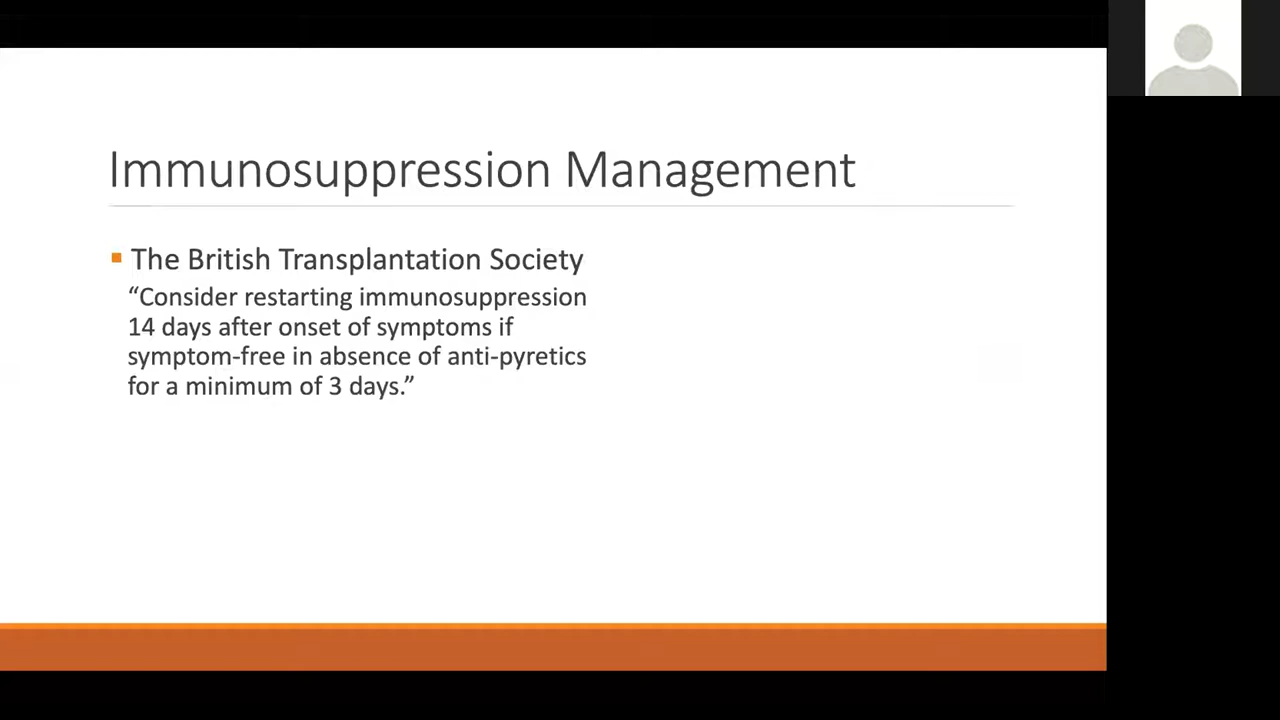 Immunosuppression Management
The British Transplantation Society
“Consider restarting immunosuppression
14 days after onset of symptoms if
symptom-free in absence of anti-pyretics
for a minimum of 3 days.”